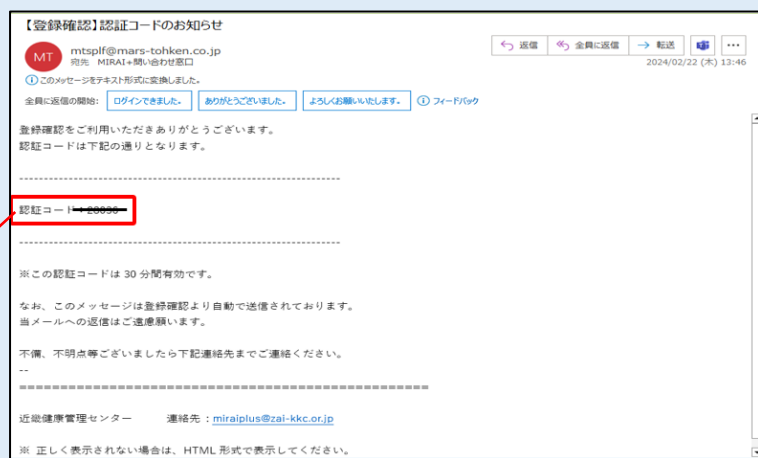 【登録確認】認証コードのお知らせ
MT
mtsplf@mars-tohken.co.jp
宛先 MIRAI+問い合わせ窓口
返信
全員に返信
転送
2024/02/22 (木) 13:46
このメッセージをテキスト形式に変換しました。
全員に返信の開始: ログインできました。 ありがとうございました。 よろしくお願いいたします。 フィードバック
登録確認をご利用いただきありがとうございます。
認証コードは下記の通りとなります。
-----------------------------------------------------------------
認証コード
-----------------------------------------------------------------
※この認証コードは 30 分間有効です。
なお、このメッセージは登録確認より自動で送信されております。
当メールへの返信はご遠慮願います。
不備、不明点等ございましたら下記連絡先までご連絡ください。
--
==================================================
近畿健康管理センター 連絡先：miraiplus@zai-kkc.or.jp
※ 正しく表示されない場合は、HTML 形式で表示してください。